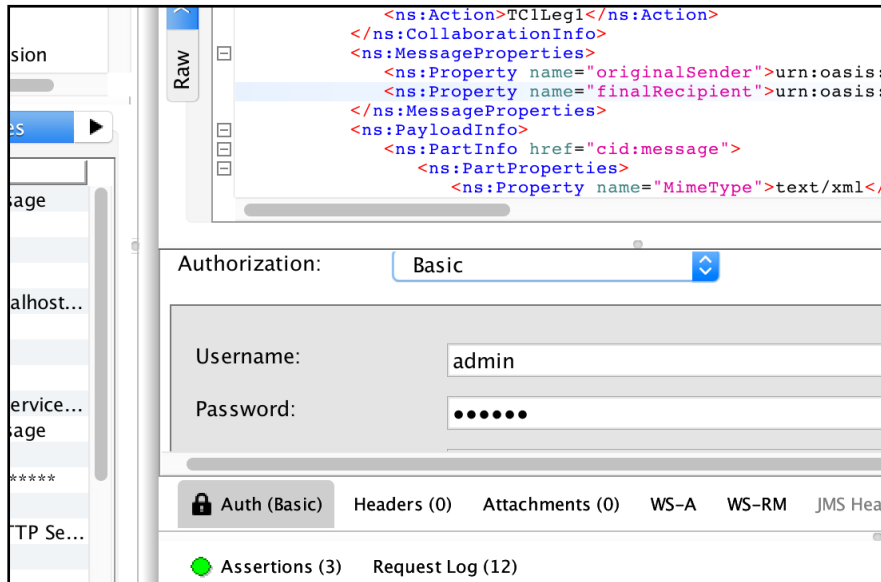 <ns:Action>TC1Leg1</ns:Action>
</ns:CollaborationInfo>
<ns:MessageProperties>
<ns:Property name="originalSender">urn:oasis:
<ns:Property name="finalRecipient">urn:oasis:
</ns:MessageProperties>
<ns:PayloadInfo>
<ns:PartInfo href="cid:message">
<ns:PartProperties>
<ns:Property name="MimeType">text/xml</
Raw
sion
es
sage
alhost...
ervice...
sage
*****
TTP Se...
Authorization: Basic
Username: admin
Password: ••••••
Auth (Basic) Headers (0) Attachments (0) WS-A WS-RM JMS Hea
Assertions (3) Request Log (12)